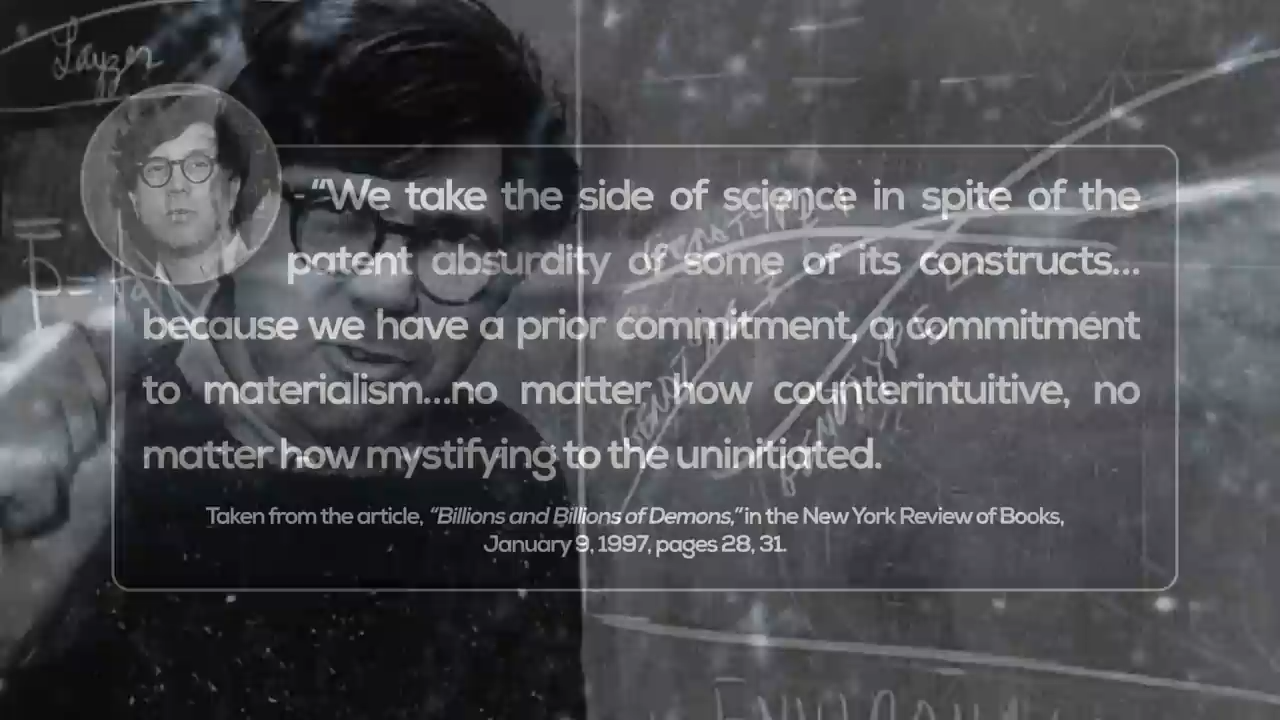 Layzer
- “We take the side of science in spite of the
patent absurdity of some of its constructs...
because we have a prior commitment, a commitment
to materialism...no matter how counterintuitive, no
matter how mystifying to the uninitiated.
Taken from the article, “Billions and Billions of Demons,” in the New York Review of Books,
January 9, 1997, pages 28, 31.